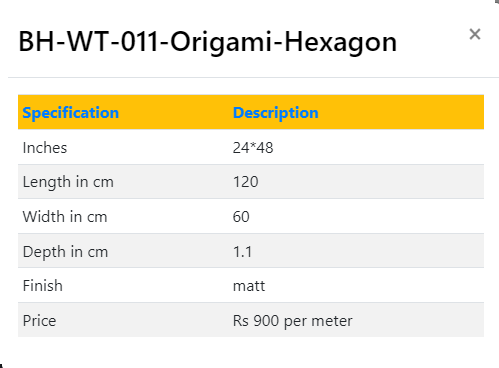 BH-WT-011-Origami-Hexagon ×
Specification Description
Inches 24*48
Length in cm 120
Width in cm 60
Depth in cm 1.1
Finish matt
Price Rs 900 per meter